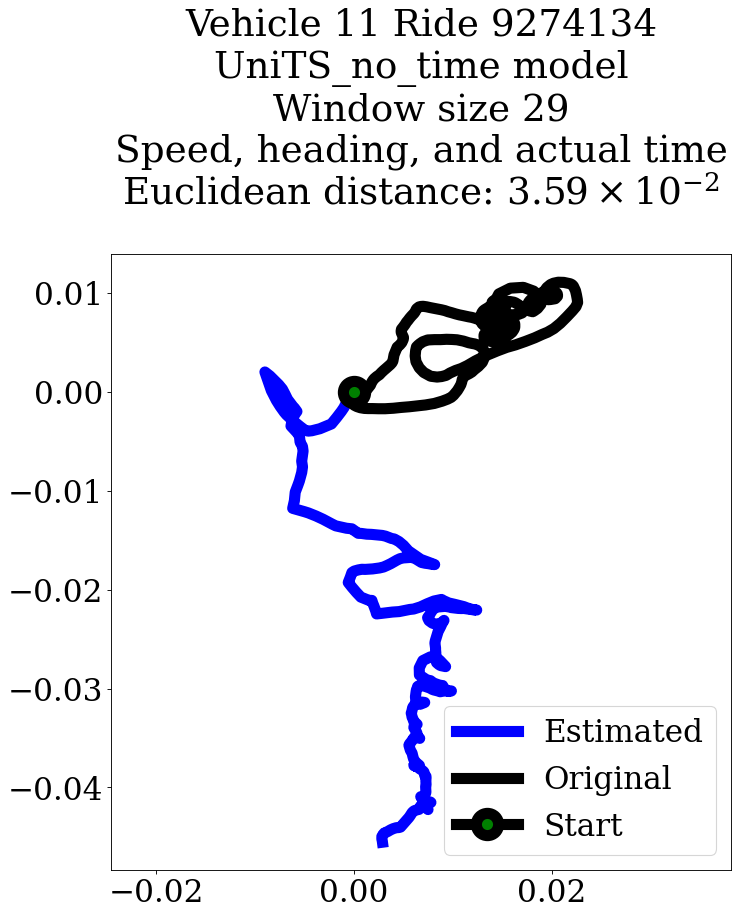 Vehicle 11 Ride 9274134
UniTS_no_time model
Window size 29
Speed, heading, and actual time
Euclidean distance: 3.59 × 10⁻²
0.01
0.00
−0.01
−0.02
−0.03
−0.04
Estimated
Original
Start
−0.02
0.00
0.02